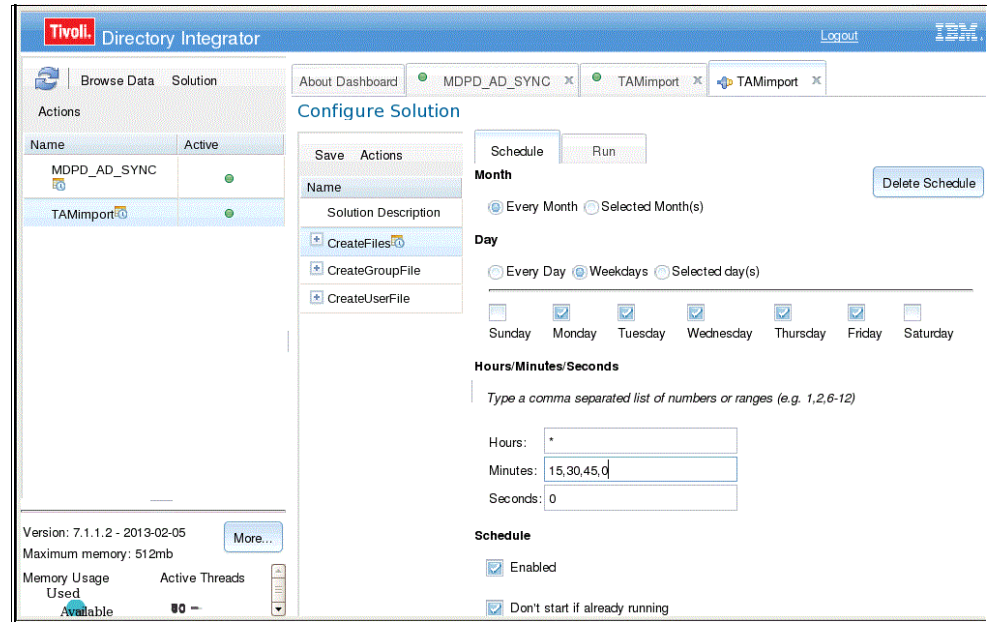 Tivoli. Directory Integrator
Logout
IBM.
Browse Data Solution
Actions
Name Active
MDPD_AD_SYNC
TAMimport
Version: 7.1.1.2 - 2013-02-05
More...
Maximum memory: 512mb
Memory Usage Active Threads
Used
Available
About Dashboard MDPD_AD_SYNC x TAMimport x TAMimport x
Configure Solution
Save Actions
Name
Solution Description
CreateFiles
CreateGroupFile
CreateUserFile
Schedule Run
Month
Delete Schedule
Every Month Selected Month(s)
Day
Every Day Weekdays Selected day(s)
Sunday Monday Tuesday Wednesday Thursday Friday Saturday
Hours/Minutes/Seconds
Type a comma separated list of numbers or ranges (e.g. 1,2,6-12)
Hours: *
Minutes: 15,30,45,0
Seconds: 0
Schedule
Enabled
Don't start if already running